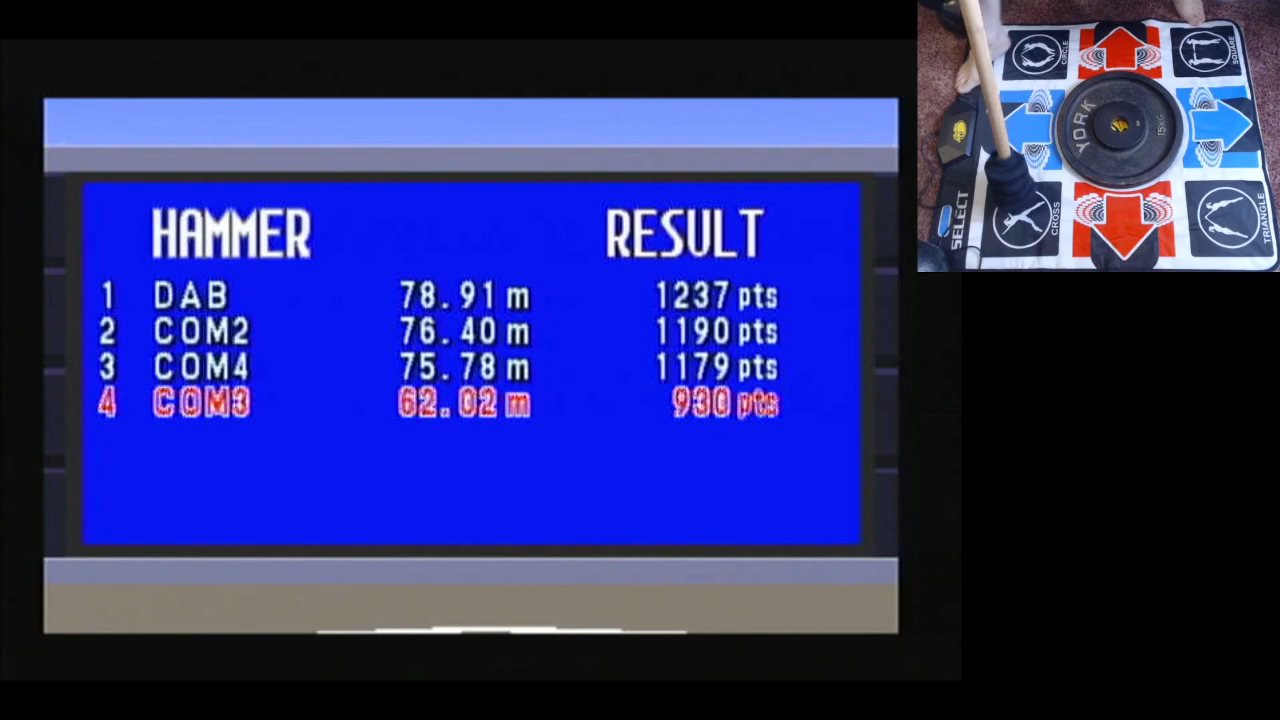 HAMMER RESULT
1 DAB 78.91 m 1237 pts
2 COM2 76.40 m 1190 pts
3 COM4 75.78 m 1179 pts
4 COM3 62.02 m 930 pts
CIRCLE
SQUARE
YORK
15KG
SELECT
CROSS
TRIANGLE